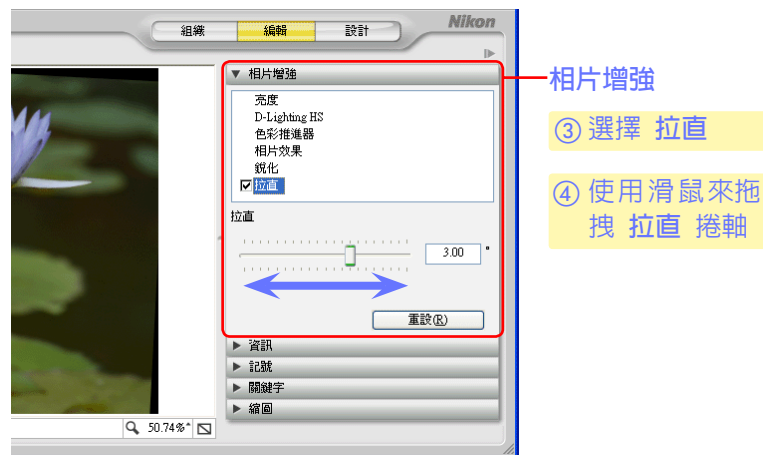 組織 編輯 設計 Nikon
▼ 相片增強
亮度
D-Lighting HS
色彩推進器
相片效果
銳化
拉直
拉直
3.00 °
重設(R)
▶ 資訊
▶ 記號
▶ 關鍵字
▶ 縮圖
50.74%
相片增強
③ 選擇 拉直
④ 使用滑鼠來拖
拽 拉直 捲軸